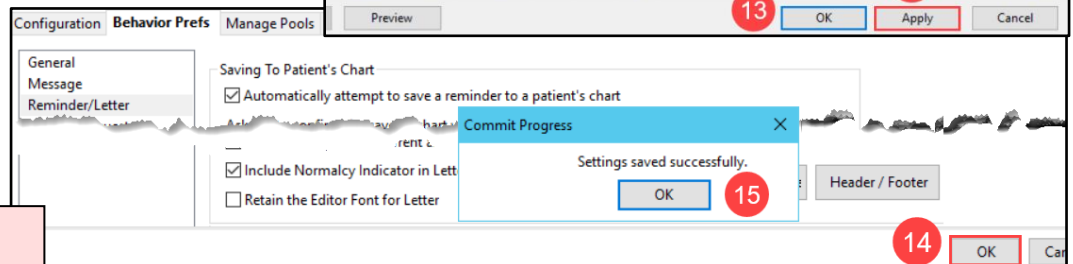 Preview
13
OK
Apply
Cancel
Configuration Behavior Prefs Manage Pools
General
Message
Reminder/Letter
Saving To Patient's Chart
Automatically attempt to save a reminder to a patient's chart
Commit Progress
Settings saved successfully.
OK
15
Include Normalcy Indicator in Lett
Retain the Editor Font for Letter
Header / Footer
14
OK